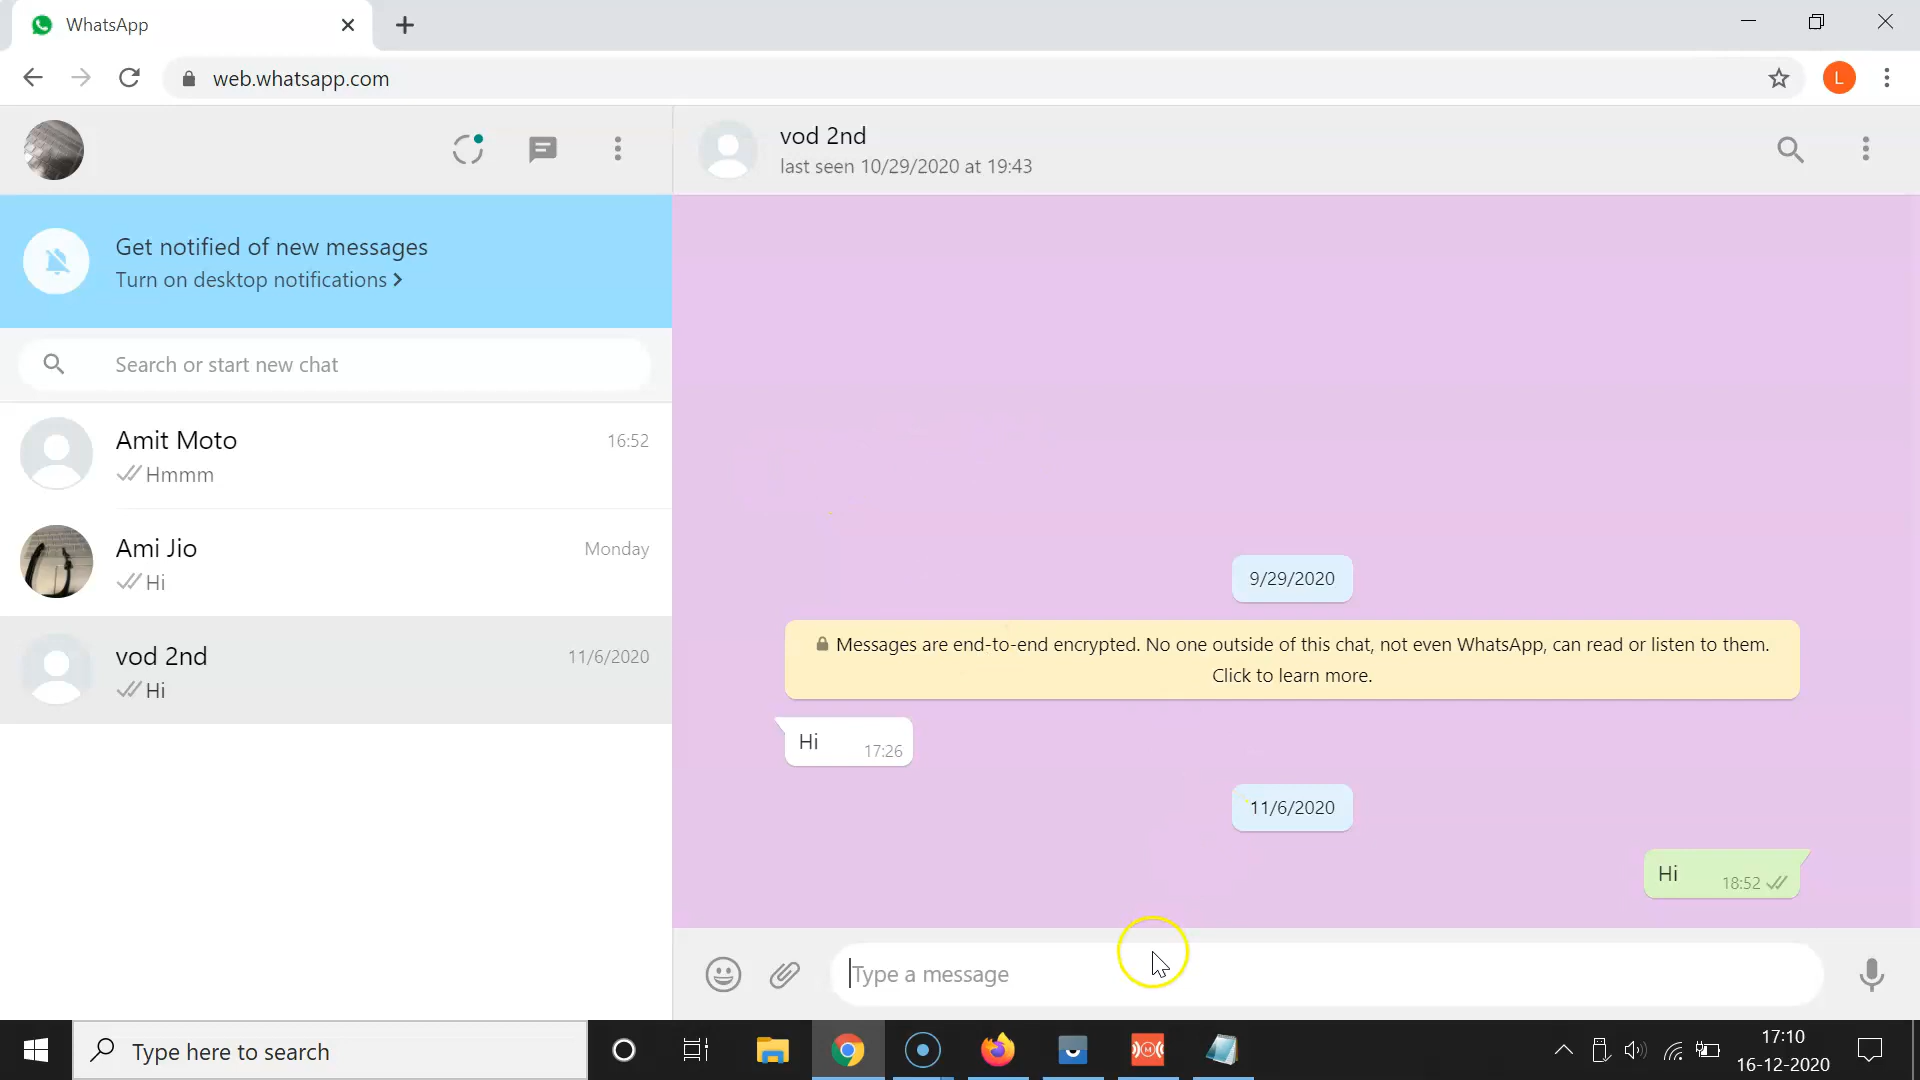 WhatsApp
web.whatsapp.com
L
vod 2nd
last seen 10/29/2020 at 19:43
Get notified of new messages
Turn on desktop notifications >
Search or start new chat
Amit Moto 16:52
Hmmm
Ami Jio Monday
Hi
vod 2nd 11/6/2020
Hi
9/29/2020
Messages are end-to-end encrypted. No one outside of this chat, not even WhatsApp, can read or listen to them.
Click to learn more.
Hi 17:26
11/6/2020
Hi 18:52
Type a message
Type here to search
M
17:10
16-12-2020